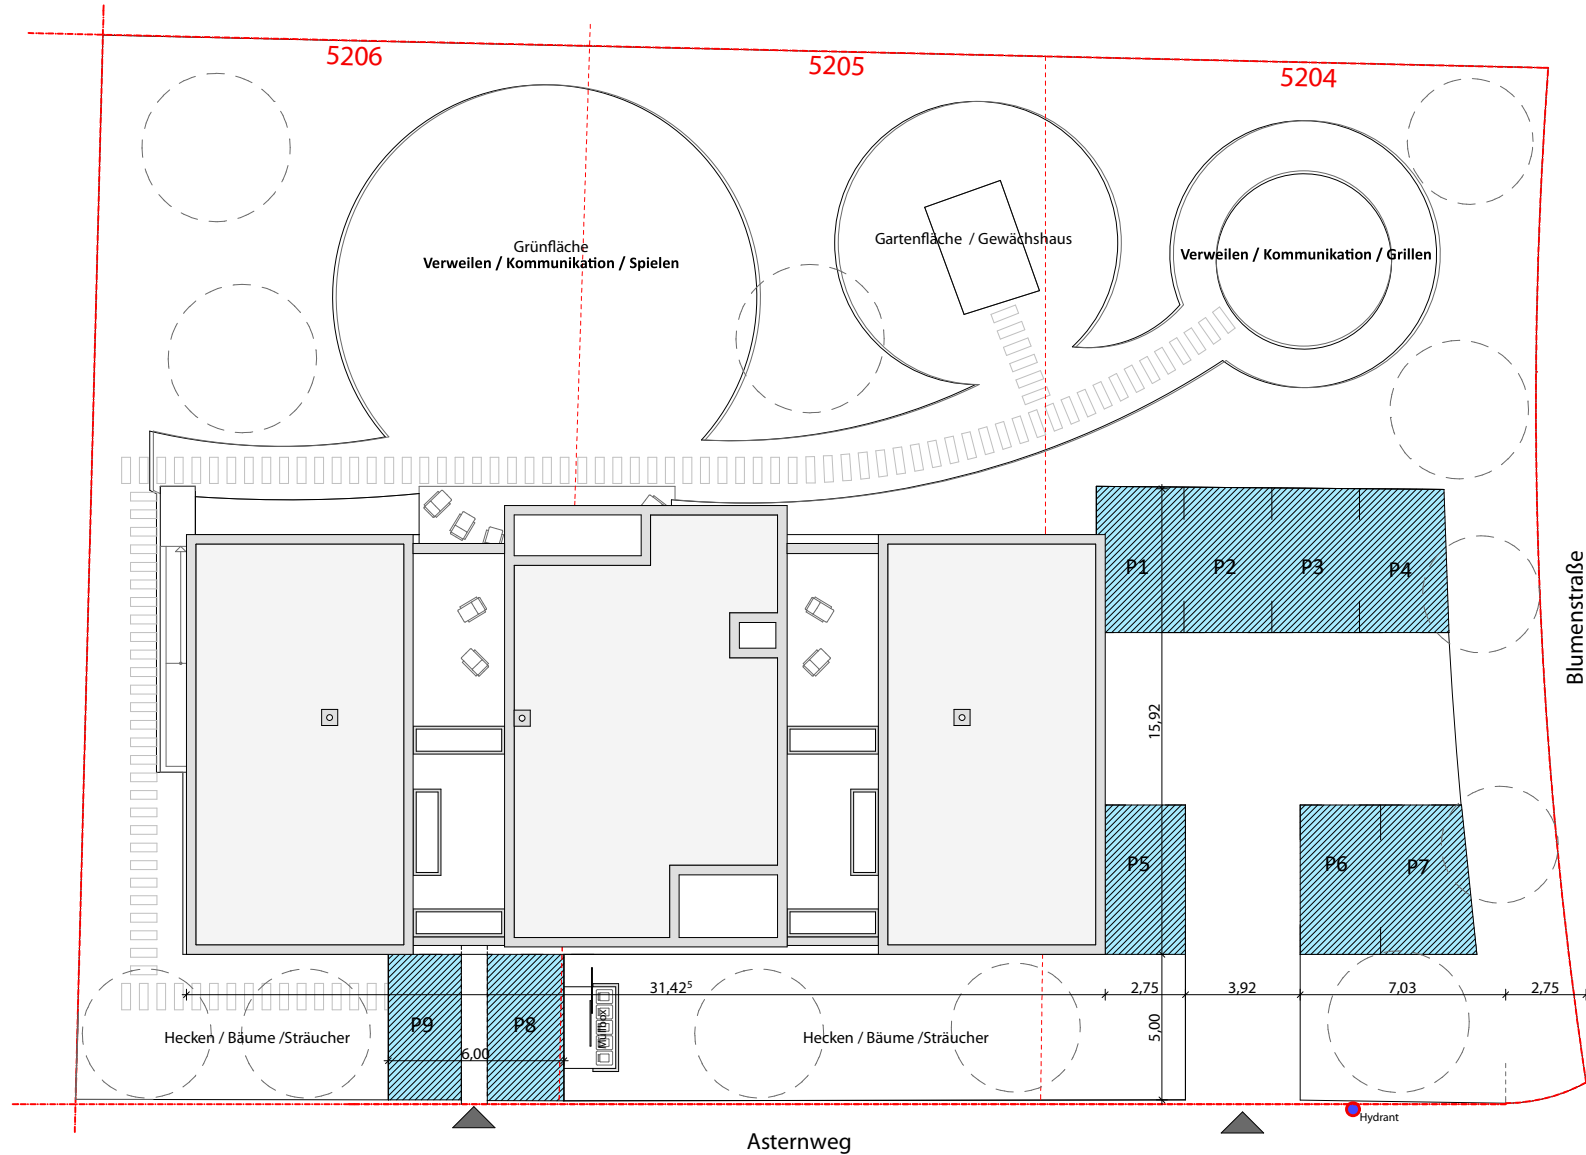 5206
5205
5204
Grünfläche
Verweilen / Kommunikation / Spielen
Gartenfläche / Gewächshaus
Verweilen / Kommunikation / Grillen
P1
P2
P3
P4
Blumenstraße
15,92
P5
P6
P7
31,42⁵
2,75
3,92
7,03
2,75
Hecken / Bäume /Sträucher
P9
P8
6,00
Müllbox
Hecken / Bäume /Sträucher
5,00
Hydrant
Asternweg